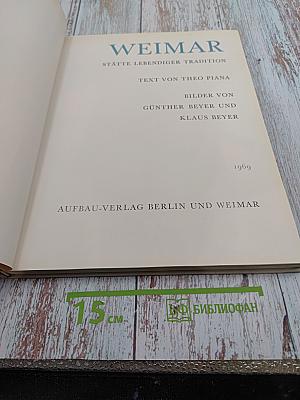 WEIMAR
STÄTTE LEBENDIGER TRADITION
TEXT VON THEO PIANA
BILDER VON
GÜNTHER BEYER UND
KLAUS BEYER
1969
AUFBAU-VERLAG BERLIN UND WEIMAR
15 см
БИБЛИОФАН